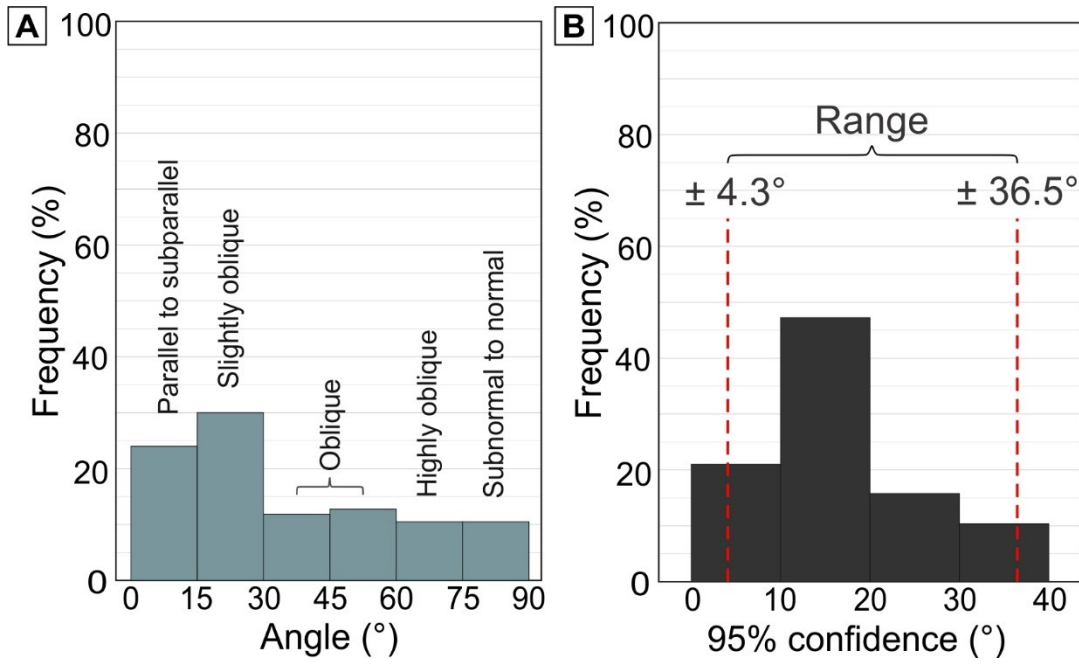 A
Frequency (%)
100
80
60
40
20
0
Parallel to subparallel
Slightly oblique
Oblique
Highly oblique
Subnormal to normal
0 15 30 45 60 75 90
Angle (°)
B
Frequency (%)
100
80
60
40
20
0
Range
± 4.3°
± 36.5°
0 10 20 30 40
95% confidence (°)